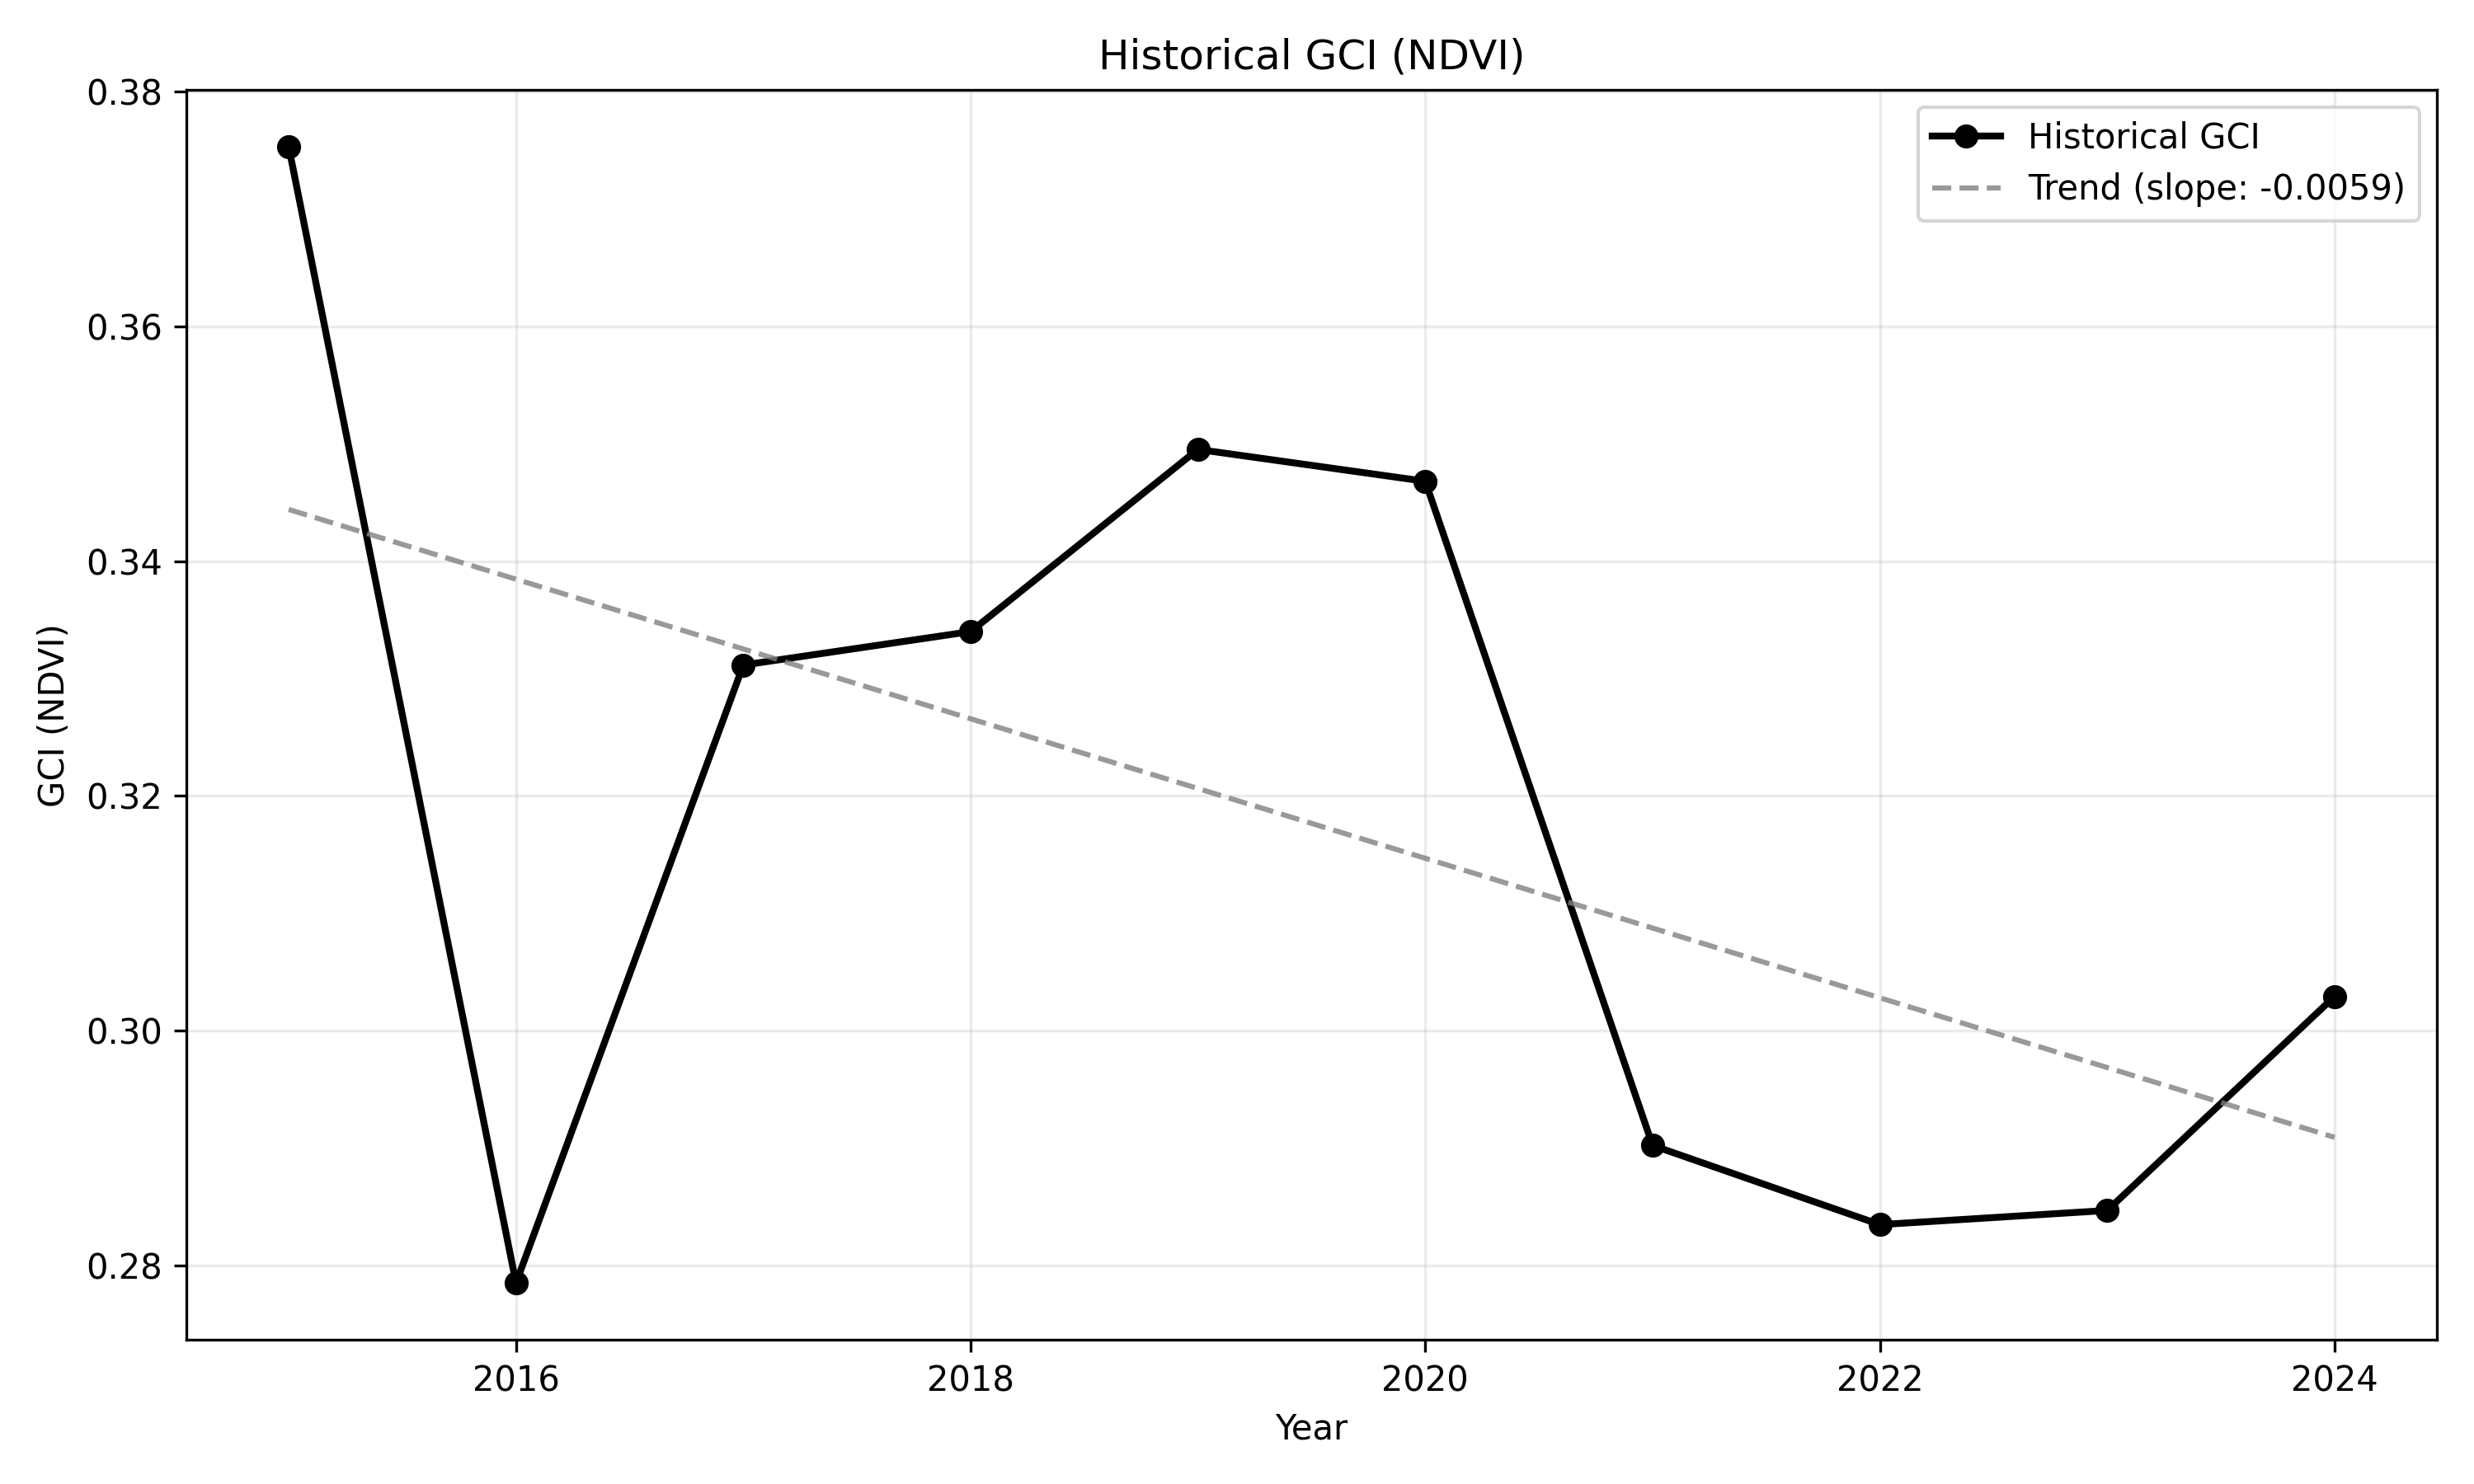 Historical GCI (NDVI)
Historical GCI
Trend (slope: -0.0059)
GCI (NDVI)
0.38
0.36
0.34
0.32
0.30
0.28
2016 2018 2020 2022 2024
Year